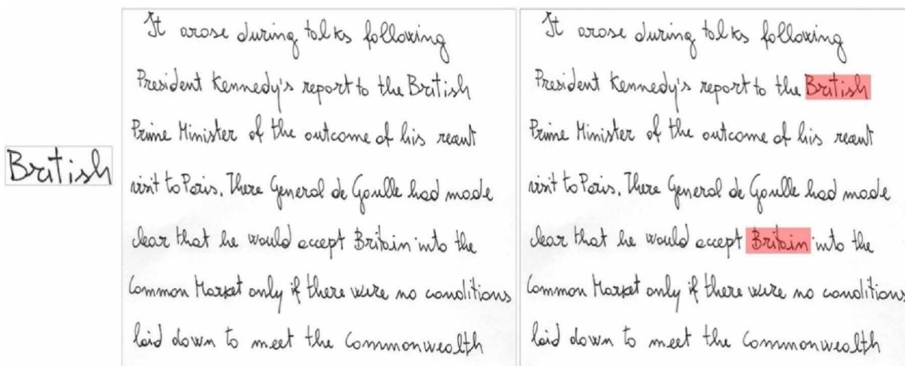 British
It arose during talks following
President Kennedy's report to the British
Prime Minister of the outcome of his recent
visit to Paris. There General de Gaulle had made
clear that he would accept Britain into the
Common Market only if there were no conditions
laid down to meet the Commonwealth
It arose during talks following
President Kennedy's report to the British
Prime Minister of the outcome of his recent
visit to Paris. There General de Gaulle had made
clear that he would accept Britain into the
Common Market only if there were no conditions
laid down to meet the Commonwealth